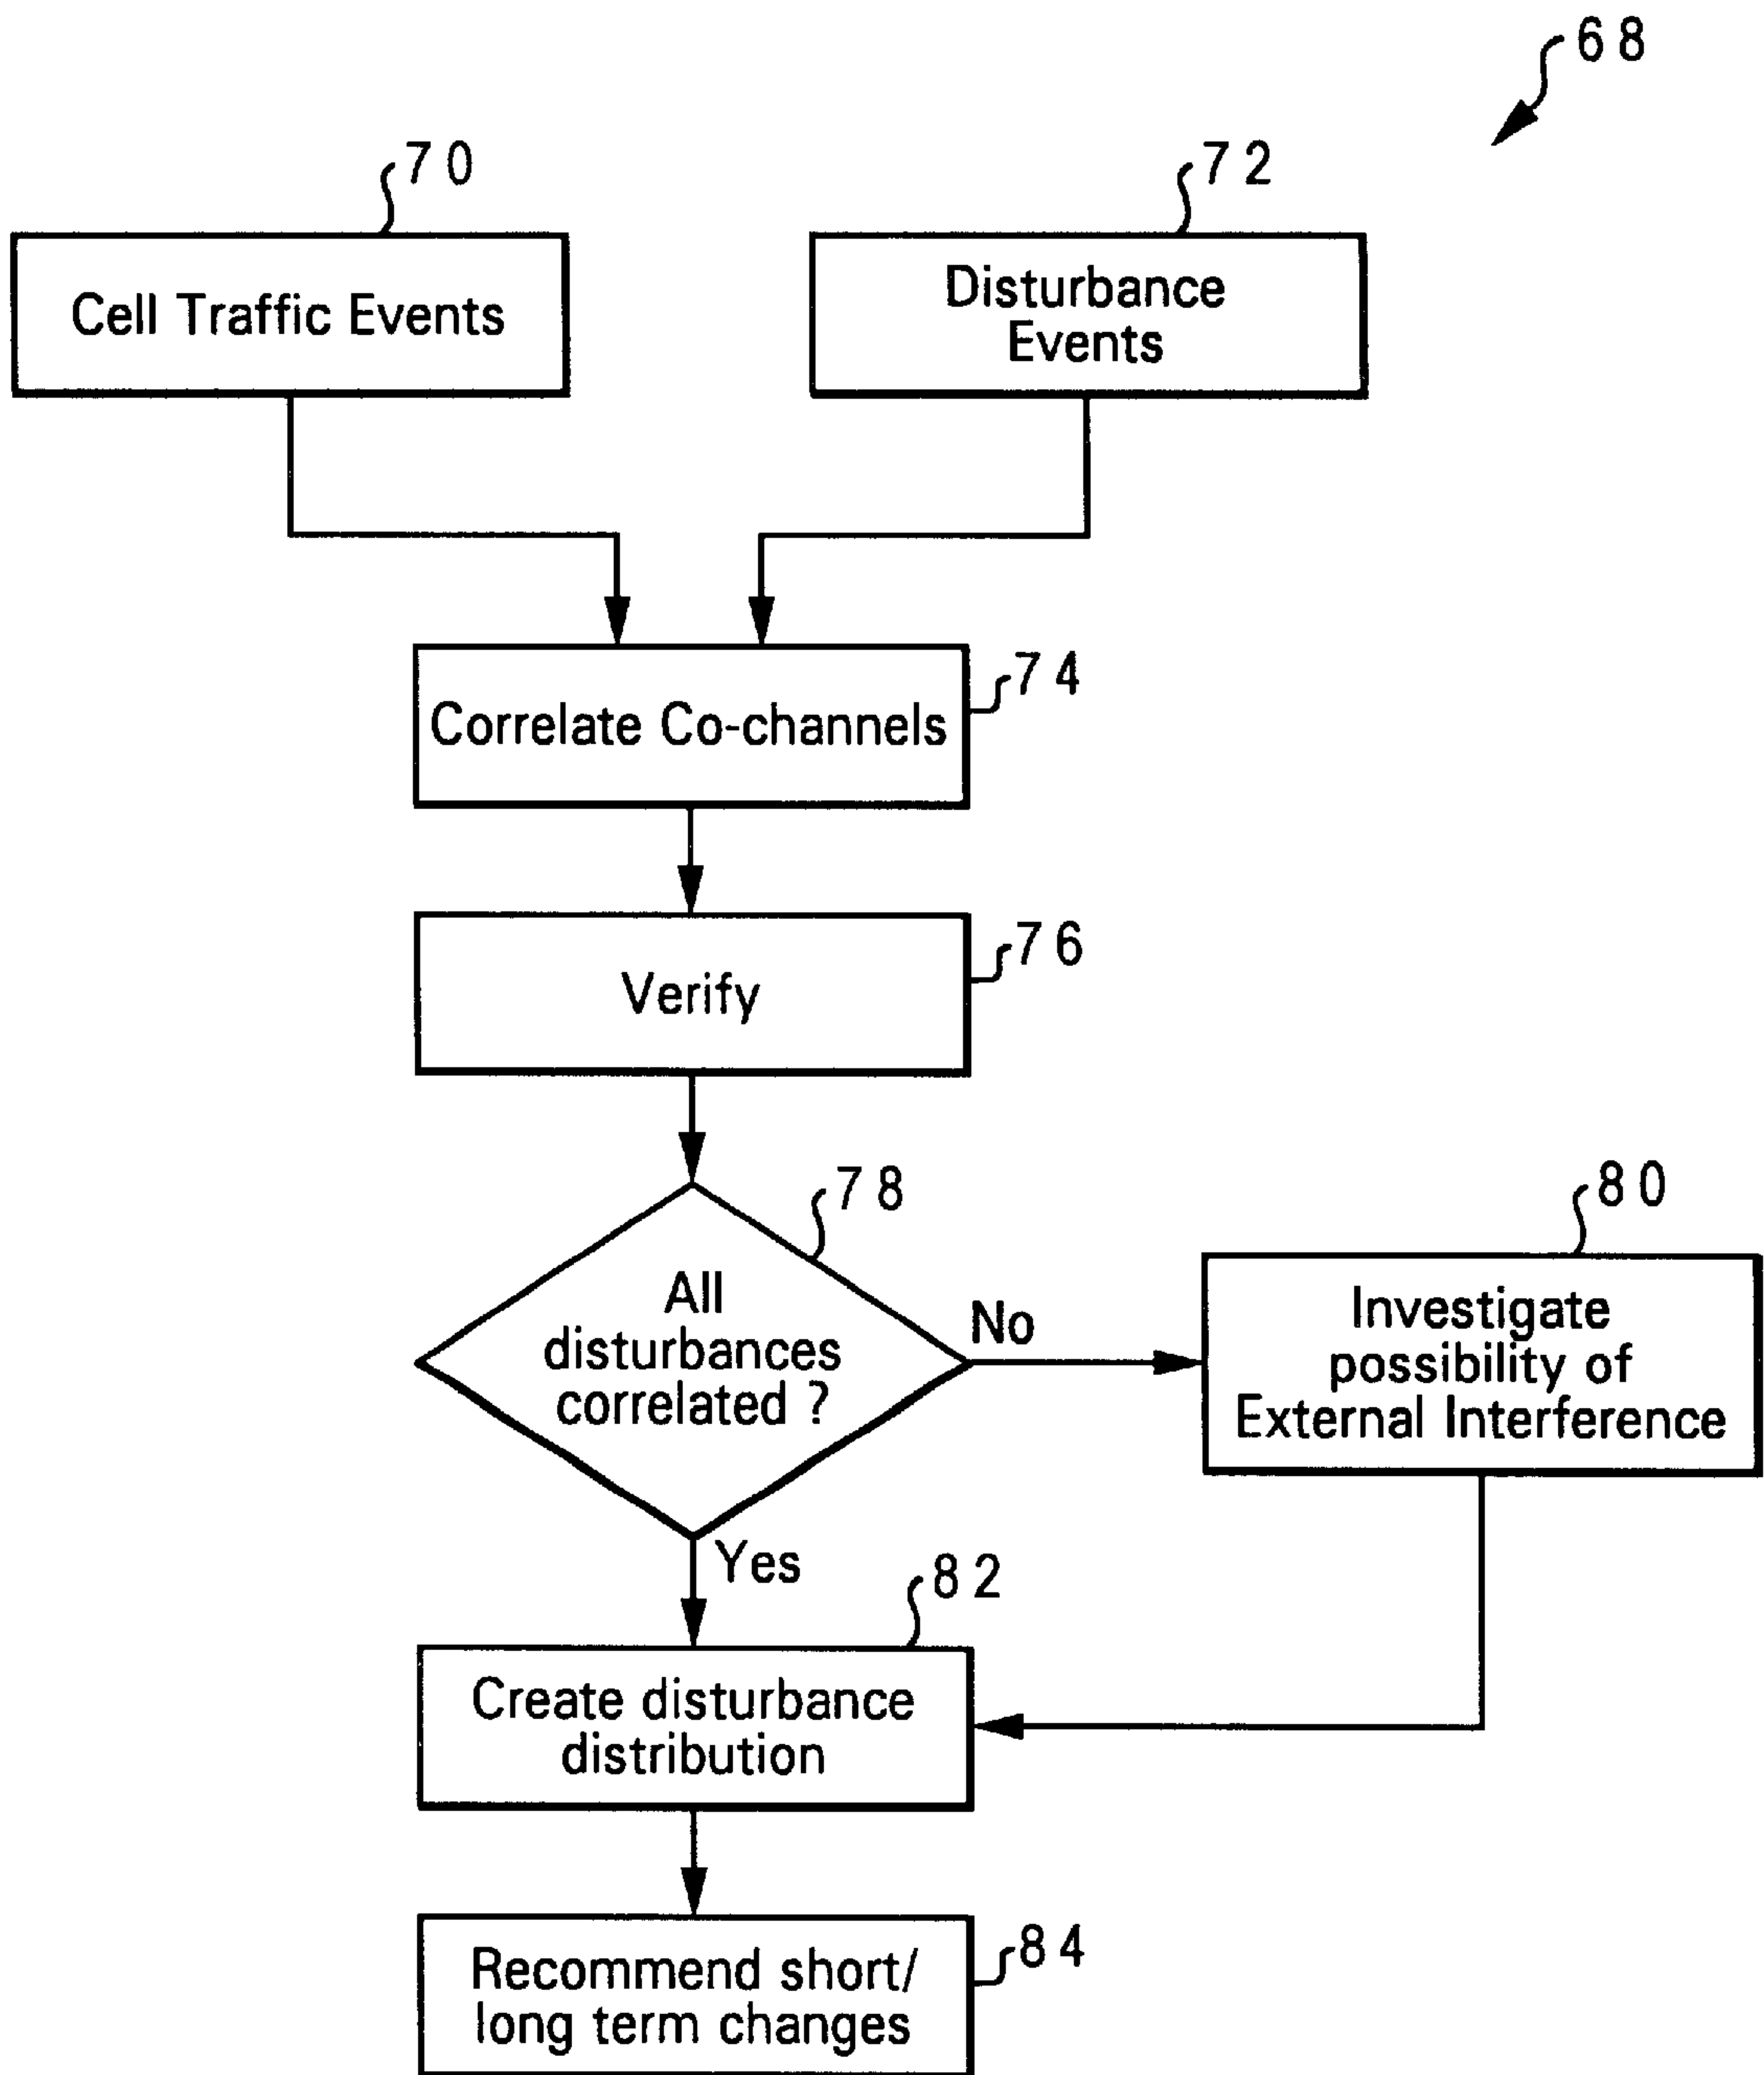 68
70
72
Cell Traffic Events
Disturbance
Events
74
Correlate Co-channels
76
Verify
78
All
disturbances
correlated ?
No
80
Investigate
possibility of
External Interference
Yes
82
Create disturbance
distribution
84
Recommend short/
long term changes